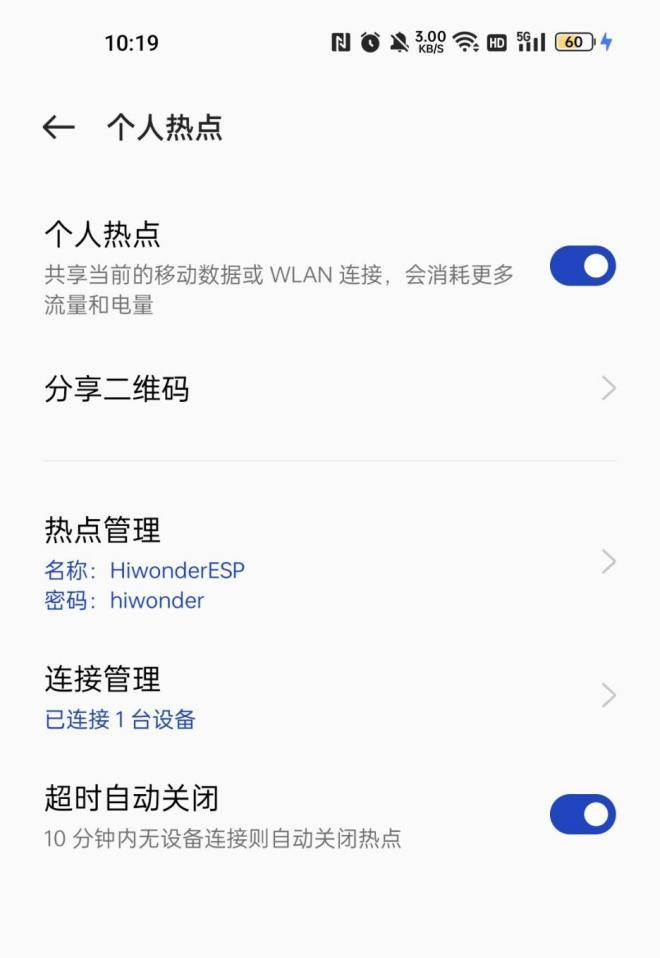 10:19 3.00 KB/S HD 5G 60
个人热点
个人热点
共享当前的移动数据或 WLAN 连接，会消耗更多
流量和电量
分享二维码
热点管理
名称：HiwonderESP
密码：hiwonder
连接管理
已连接 1 台设备
超时自动关闭
10 分钟内无设备连接则自动关闭热点